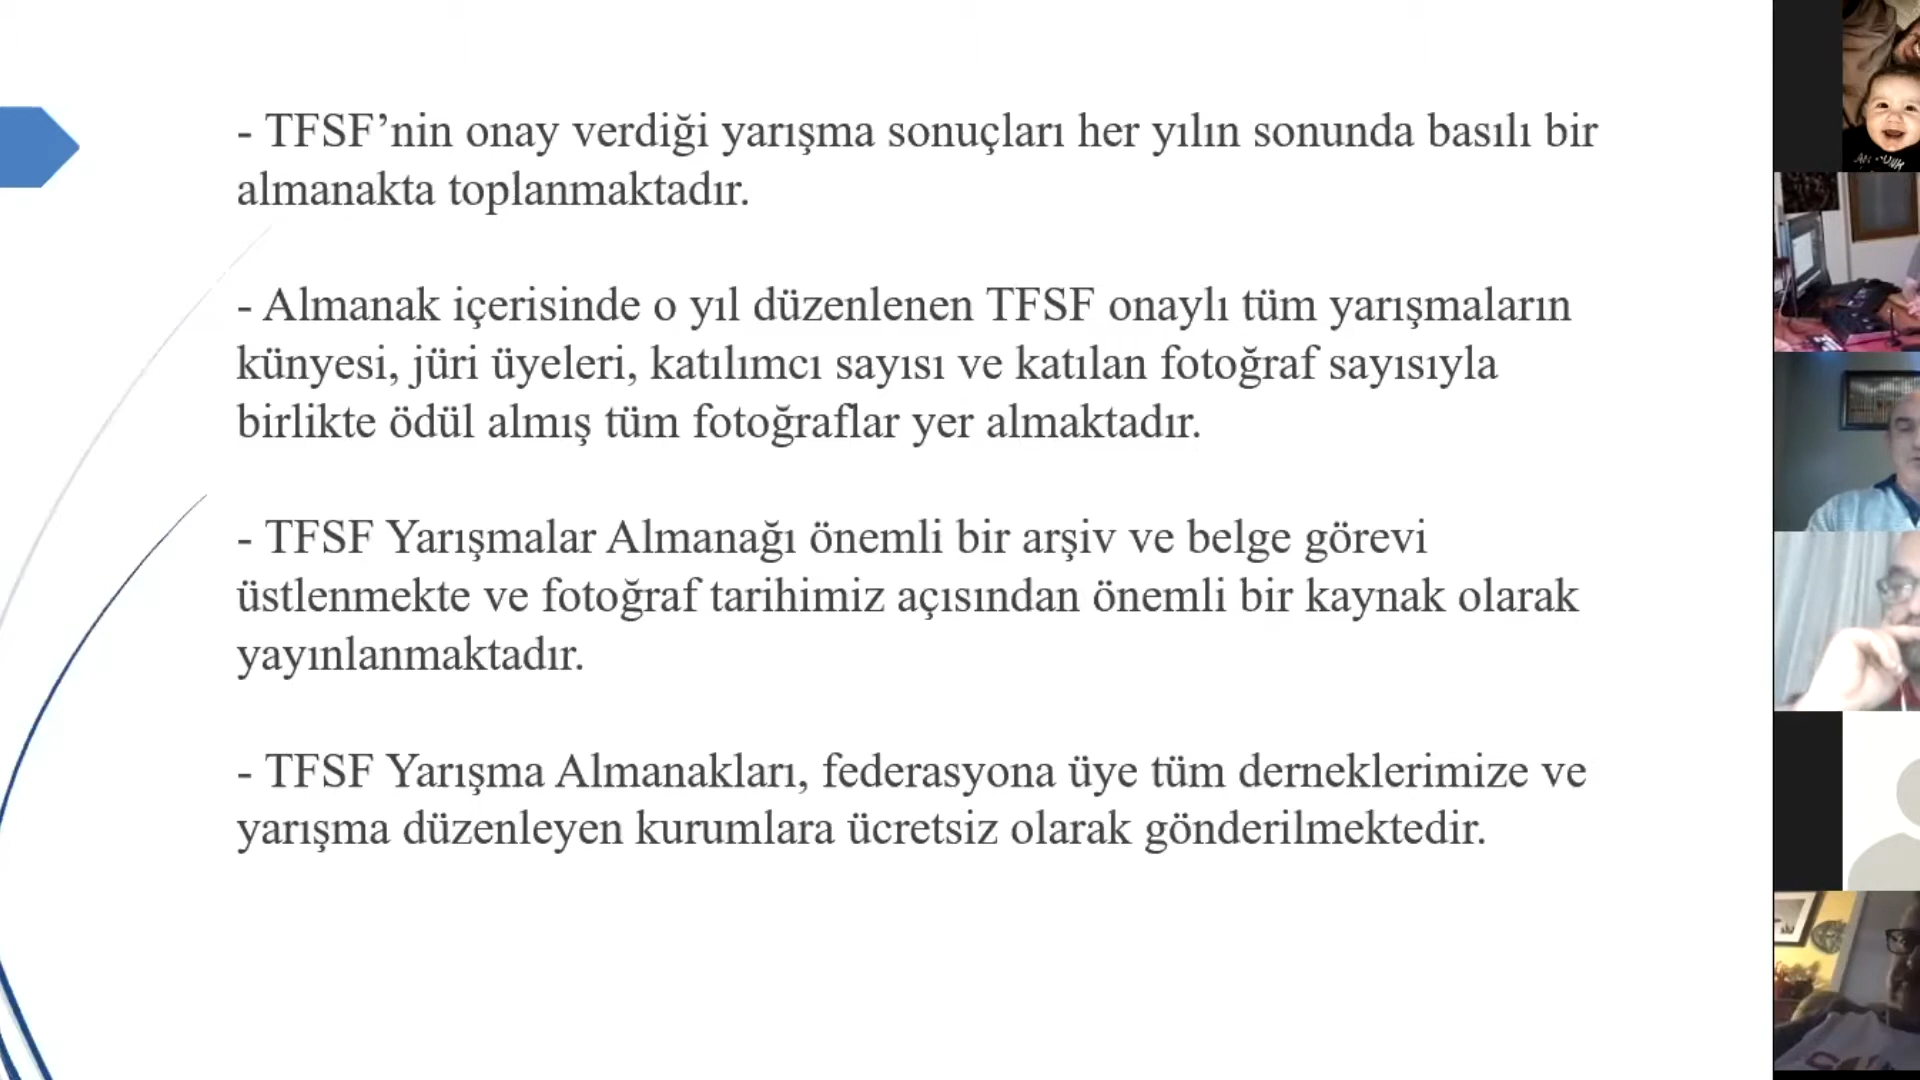 - TFSF’nin onay verdiği yarışma sonuçları her yılın sonunda basılı bir
almanakta toplanmaktadır.
- Almanak içerisinde o yıl düzenlenen TFSF onaylı tüm yarışmaların
künyesi, jüri üyeleri, katılımcı sayısı ve katılan fotoğraf sayısıyla
birlikte ödül almış tüm fotoğraflar yer almaktadır.
- TFSF Yarışmalar Almanağı önemli bir arşiv ve belge görevi
üstlenmekte ve fotoğraf tarihimiz açısından önemli bir kaynak olarak
yayınlanmaktadır.
- TFSF Yarışma Almanakları, federasyona üye tüm derneklerimize ve
yarışma düzenleyen kurumlara ücretsiz olarak gönderilmektedir.